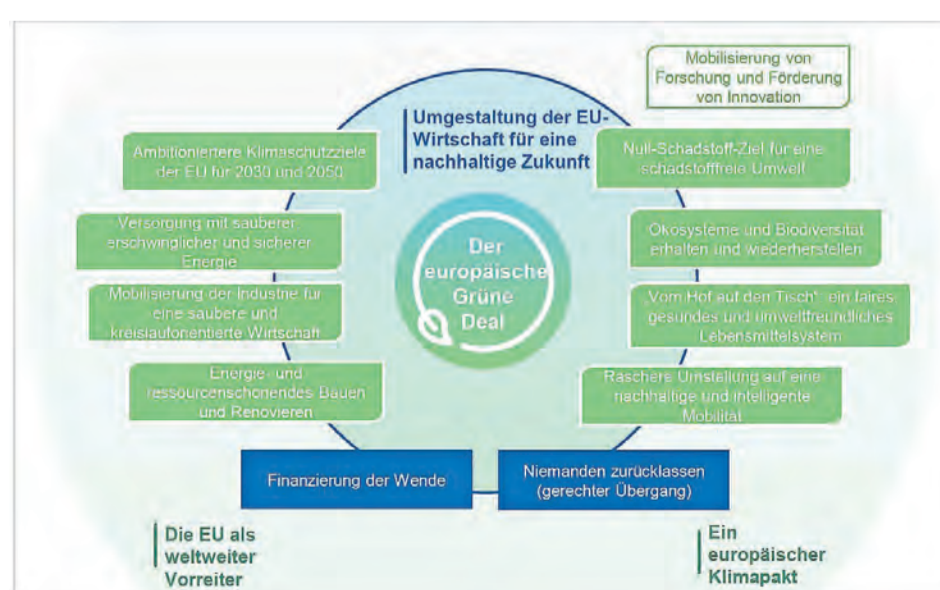 Mobilisierung von
Forschung und Förderung
von Innovation
Umgestaltung der EU-
Wirtschaft für eine
nachhaltige Zukunft
Ambitioniertere Klimaschutzziele
der EU für 2030 und 2050
Null-Schadstoff-Ziel für eine
schadstofffreie Umwelt
Versorgung mit sauberer
erschwinglicher und sicherer
Energie
Ökosysteme und Biodiversität
erhalten und wiederherstellen
Der
europäische
Grüne
Deal
Mobilisierung der Industrie für
eine saubere und
kreislauforientierte Wirtschaft
„Vom Hof auf den Tisch“ ein faires
gesundes und umweltfreundliches
Lebensmittelsystem
Energie- und
ressourcenschonendes Bauen
und Renovieren
Raschere Umstellung auf eine
nachhaltige und intelligente
Mobilität
Finanzierung der Wende
Niemanden zurücklassen
(gerechter Übergang)
Die EU als
weltweiter
Vorreiter
Ein
europäischer
Klimapakt